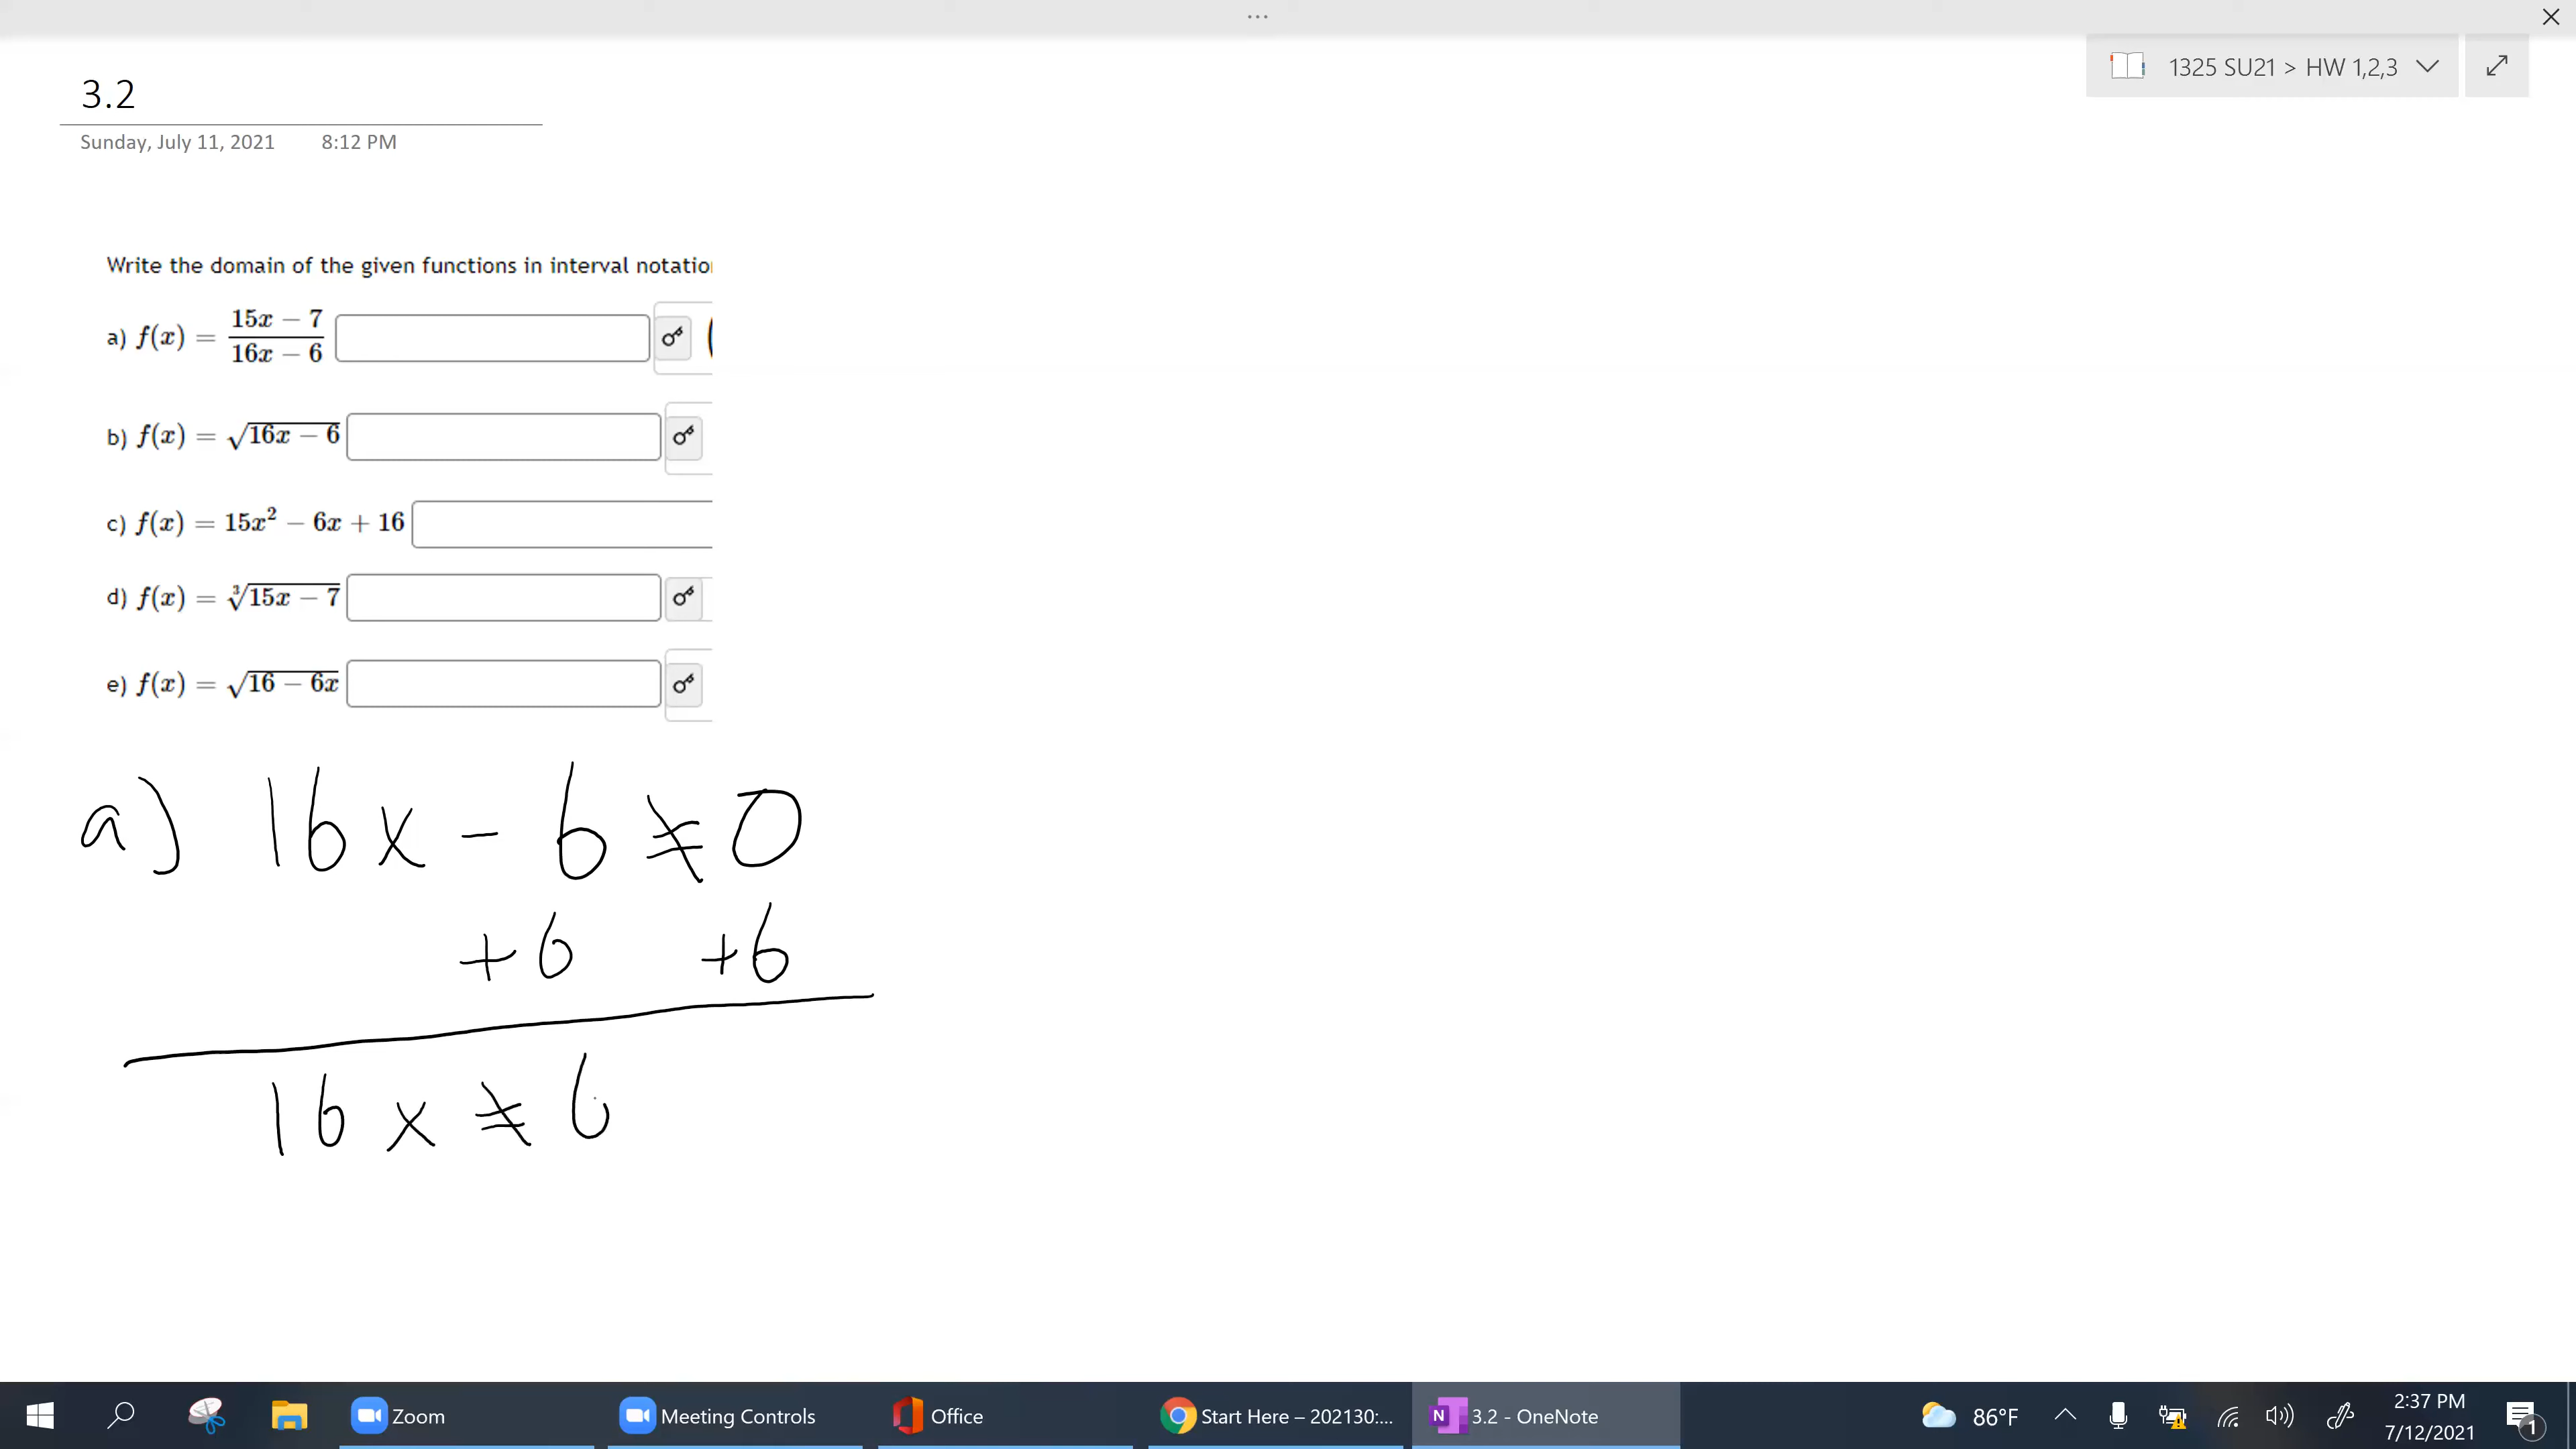 ...
1325 SU21 > HW 1,2,3
3.2
Sunday, July 11, 2021 8:12 PM
Write the domain of the given functions in interval notatio
a) f(x) = (15x − 7)/(16x − 6)
b) f(x) = √(16x − 6)
c) f(x) = 15x² − 6x + 16
d) f(x) = ∛(15x − 7)
e) f(x) = √(16 − 6x)
a) 16x − 6 ≠ 0
+6 +6
16x ≠ 6
Zoom
Meeting Controls
Office
Start Here – 202130:...
3.2 - OneNote
86°F
2:37 PM
7/12/2021
1